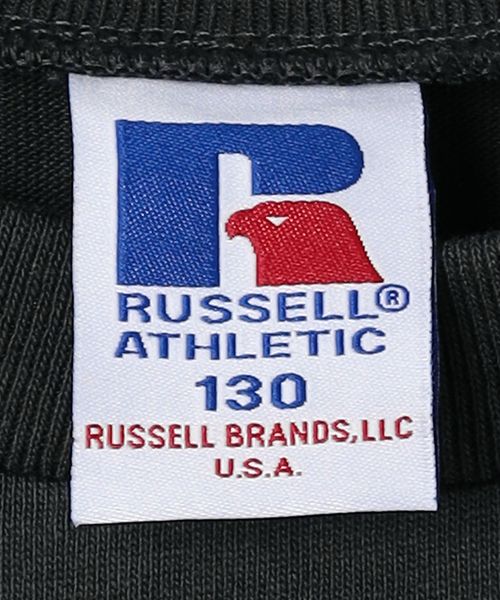 R
RUSSELL®
ATHLETIC
130
RUSSELL BRANDS, LLC
U.S.A.